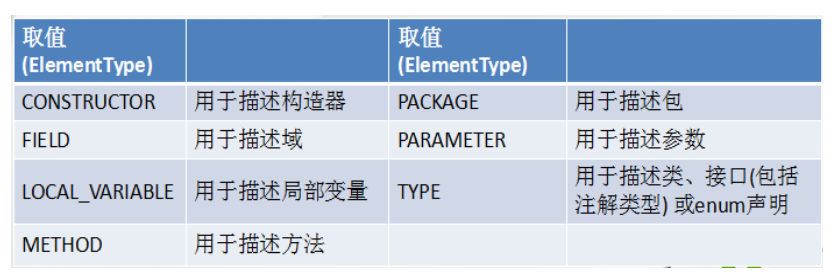 取值
(ElementType)
取值
(ElementType)
CONSTRUCTOR 用于描述构造器 PACKAGE 用于描述包
FIELD 用于描述域 PARAMETER 用于描述参数
LOCAL_VARIABLE 用于描述局部变量 TYPE 用于描述类、接口(包括
注解类型) 或enum声明
METHOD 用于描述方法